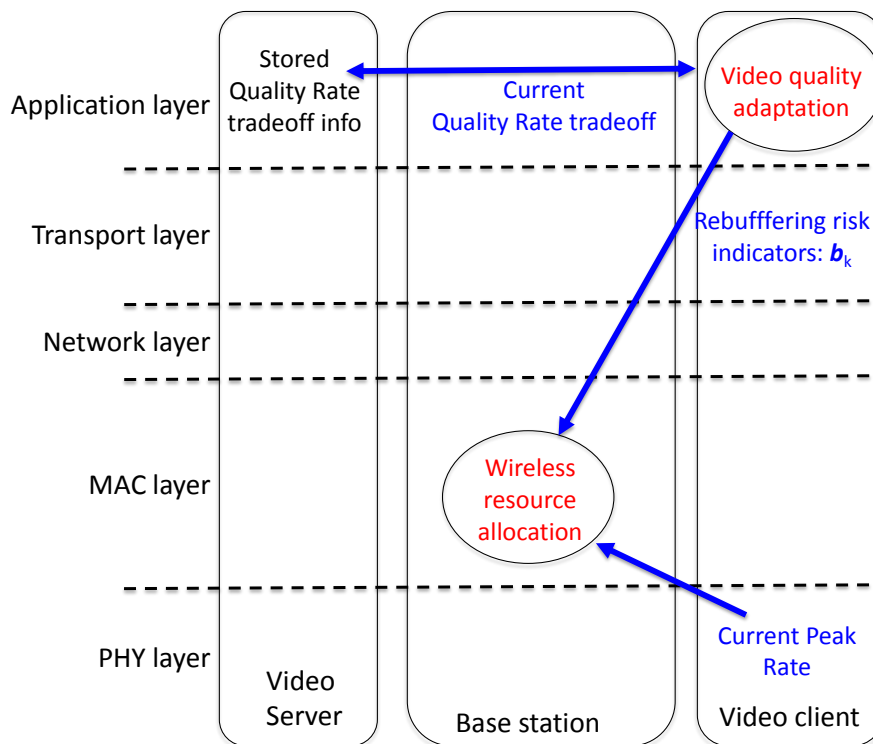 Application layer
Stored
Quality Rate
tradeoff info
Current
Quality Rate tradeoff
Video quality
adaptation
Transport layer
Rebufffering risk
indicators: bk
Network layer
MAC layer
Wireless
resource
allocation
PHY layer
Current Peak
Rate
Video
Server
Base station
Video client